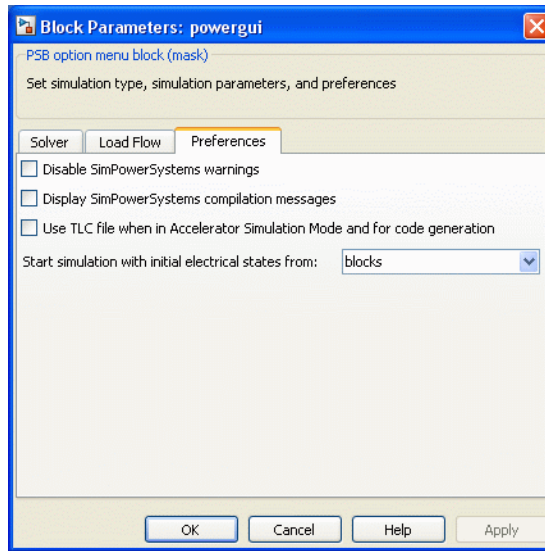 Block Parameters: powergui
PSB option menu block (mask)
Set simulation type, simulation parameters, and preferences
Solver Load Flow Preferences
Disable SimPowerSystems warnings
Display SimPowerSystems compilation messages
Use TLC file when in Accelerator Simulation Mode and for code generation
Start simulation with initial electrical states from: blocks
OK Cancel Help Apply